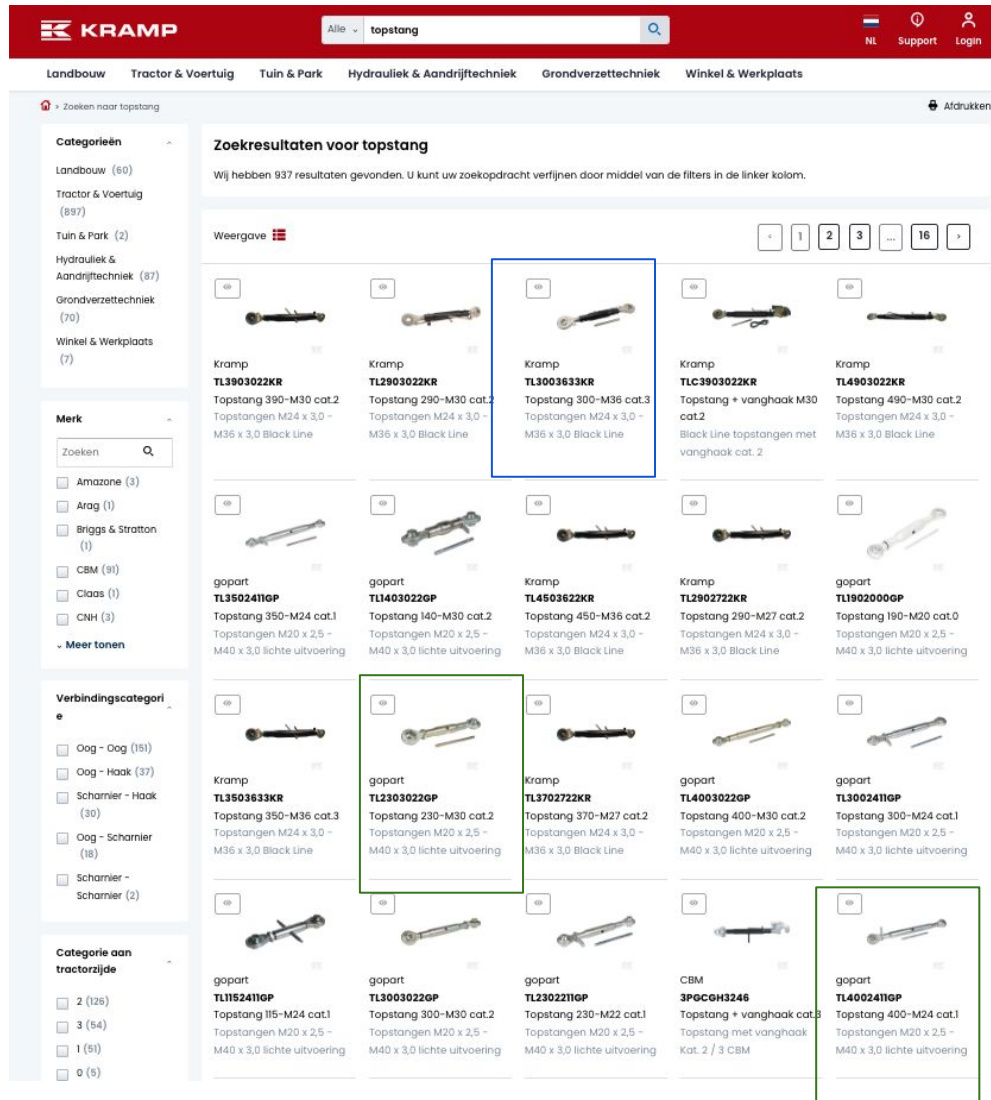 KRAMP
Alle
topstang
NL
Support
Login
Landbouw
Tractor & Voertuig
Tuin & Park
Hydrauliek & Aandrijftechniek
Grondverzettechniek
Winkel & Werkplaats
> Zoeken naar topstang
Afdrukken
Categorieën
Landbouw (60)
Tractor & Voertuig
(897)
Tuin & Park (2)
Hydrauliek &
Aandrijftechniek (87)
Grondverzettechniek
(70)
Winkel & Werkplaats
(7)
Merk
Zoeken
Amazone (3)
Arag (1)
Briggs & Stratton
(1)
CBM (91)
Claas (1)
CNH (3)
Meer tonen
Verbindingscategori
e
Oog - Oog (151)
Oog - Haak (37)
Scharnier - Haak
(30)
Oog - Scharnier
(18)
Scharnier -
Scharnier (2)
Categorie aan
tractorzijde
2 (126)
3 (54)
1 (51)
0 (5)
Zoekresultaten voor topstang
Wij hebben 937 resultaten gevonden. U kunt uw zoekopdracht verfijnen door middel van de filters in de linker kolom.
Weergave
‹ 1 2 3 ... 16 ›
Kramp
TL3903022KR
Topstang 390-M30 cat.2
Topstangen M24 x 3,0 -
M36 x 3,0 Black Line
Kramp
TL2903022KR
Topstang 290-M30 cat.2
Topstangen M24 x 3,0 -
M36 x 3,0 Black Line
Kramp
TL3003633KR
Topstang 300-M36 cat.3
Topstangen M24 x 3,0 -
M36 x 3,0 Black Line
Kramp
TLC3903022KR
Topstang + vanghaak M30
cat.2
Black Line topstangen met
vanghaak cat. 2
Kramp
TL4903022KR
Topstang 490-M30 cat.2
Topstangen M24 x 3,0 -
M36 x 3,0 Black Line
gopart
TL3502411GP
Topstang 350-M24 cat.1
Topstangen M20 x 2,5 -
M40 x 3,0 lichte uitvoering
gopart
TL1403022GP
Topstang 140-M30 cat.2
Topstangen M20 x 2,5 -
M40 x 3,0 lichte uitvoering
Kramp
TL4503622KR
Topstang 450-M36 cat.2
Topstangen M24 x 3,0 -
M36 x 3,0 Black Line
Kramp
TL2902722KR
Topstang 290-M27 cat.2
Topstangen M24 x 3,0 -
M36 x 3,0 Black Line
gopart
TL1902000GP
Topstang 190-M20 cat.0
Topstangen M20 x 2,5 -
M40 x 3,0 lichte uitvoering
Kramp
TL3503633KR
Topstang 350-M36 cat.3
Topstangen M24 x 3,0 -
M36 x 3,0 Black Line
gopart
TL2303022GP
Topstang 230-M30 cat.2
Topstangen M20 x 2,5 -
M40 x 3,0 lichte uitvoering
Kramp
TL3702722KR
Topstang 370-M27 cat.2
Topstangen M24 x 3,0 -
M36 x 3,0 Black Line
gopart
TL4003022GP
Topstang 400-M30 cat.2
Topstangen M20 x 2,5 -
M40 x 3,0 lichte uitvoering
gopart
TL3002411GP
Topstang 300-M24 cat.1
Topstangen M20 x 2,5 -
M40 x 3,0 lichte uitvoering
gopart
TL1152411GP
Topstang 115-M24 cat.1
Topstangen M20 x 2,5 -
M40 x 3,0 lichte uitvoering
gopart
TL3003022GP
Topstang 300-M30 cat.2
Topstangen M20 x 2,5 -
M40 x 3,0 lichte uitvoering
gopart
TL2302211GP
Topstang 230-M22 cat.1
Topstangen M20 x 2,5 -
M40 x 3,0 lichte uitvoering
CBM
3PGCGH3246
Topstang + vanghaak cat.3
Topstang met vanghaak
Kat. 2 / 3 CBM
gopart
TL4002411GP
Topstang 400-M24 cat.1
Topstangen M20 x 2,5 -
M40 x 3,0 lichte uitvoering